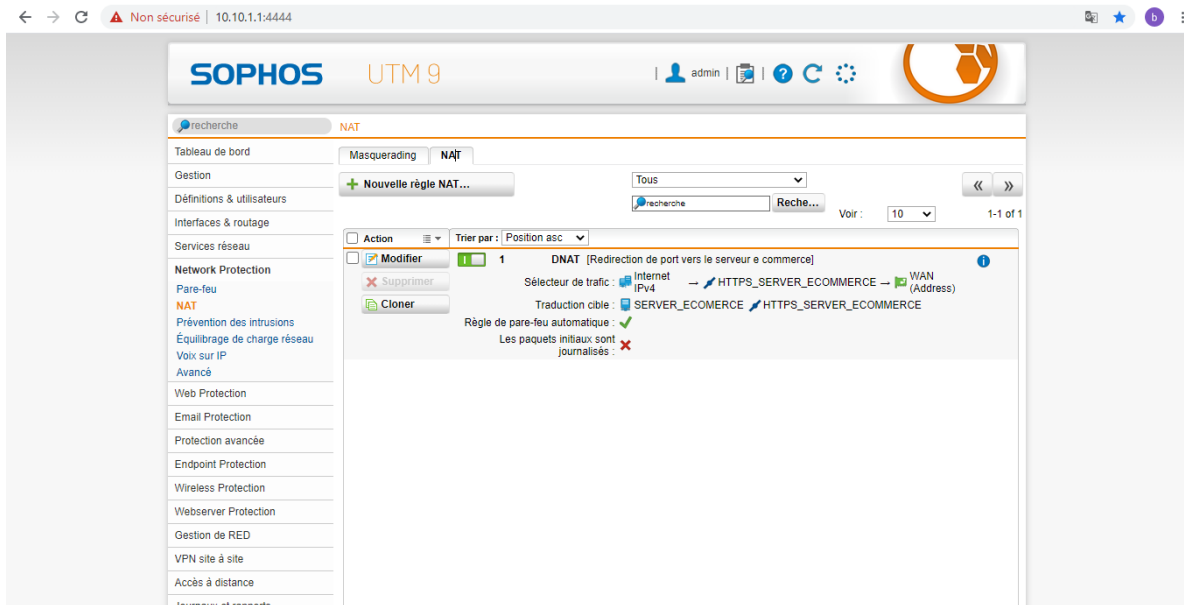 Non sécurisé | 10.10.1.1:4444
b
SOPHOS UTM 9
| admin | | ?
recherche
NAT
Tableau de bord
Gestion
Définitions & utilisateurs
Interfaces & routage
Services réseau
Network Protection
Pare-feu
NAT
Prévention des intrusions
Équilibrage de charge réseau
Voix sur IP
Avancé
Web Protection
Email Protection
Protection avancée
Endpoint Protection
Wireless Protection
Webserver Protection
Gestion de RED
VPN site à site
Accès à distance
Journaux et rapports
Masquerading NAT
+ Nouvelle règle NAT...
Tous
recherche Reche...
Voir : 10
« »
1-1 of 1
Action Trier par : Position asc
Modifier
Supprimer
Cloner
1 DNAT [Redirection de port vers le serveur e commerce]
Sélecteur de trafic : Internet IPv4 → HTTPS_SERVER_ECOMMERCE → WAN (Address)
Traduction cible : SERVER_ECOMERCE HTTPS_SERVER_ECOMMERCE
Règle de pare-feu automatique :
Les paquets initiaux sont
journalisés :